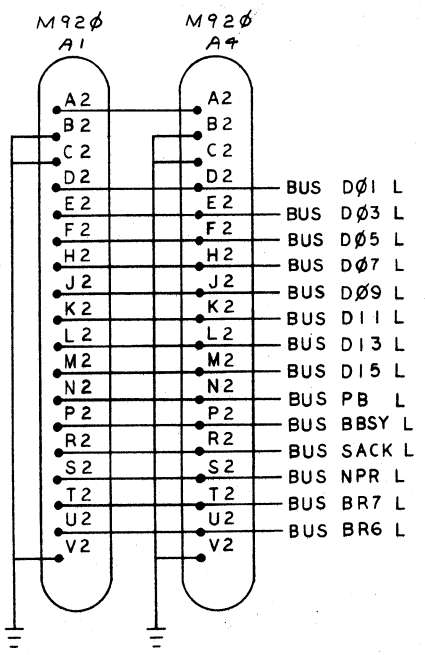 M92Ø M92Ø
A1 A4
A2 A2
B2 B2
C2 C2
D2 D2 BUS DØ1 L
E2 E2 BUS DØ3 L
F2 F2 BUS DØ5 L
H2 H2 BUS DØ7 L
J2 J2 BUS DØ9 L
K2 K2 BUS D11 L
L2 L2 BUS D13 L
M2 M2 BUS D15 L
N2 N2 BUS PB L
P2 P2 BUS BBSY L
R2 R2 BUS SACK L
S2 S2 BUS NPR L
T2 T2 BUS BR7 L
U2 U2 BUS BR6 L
V2 V2